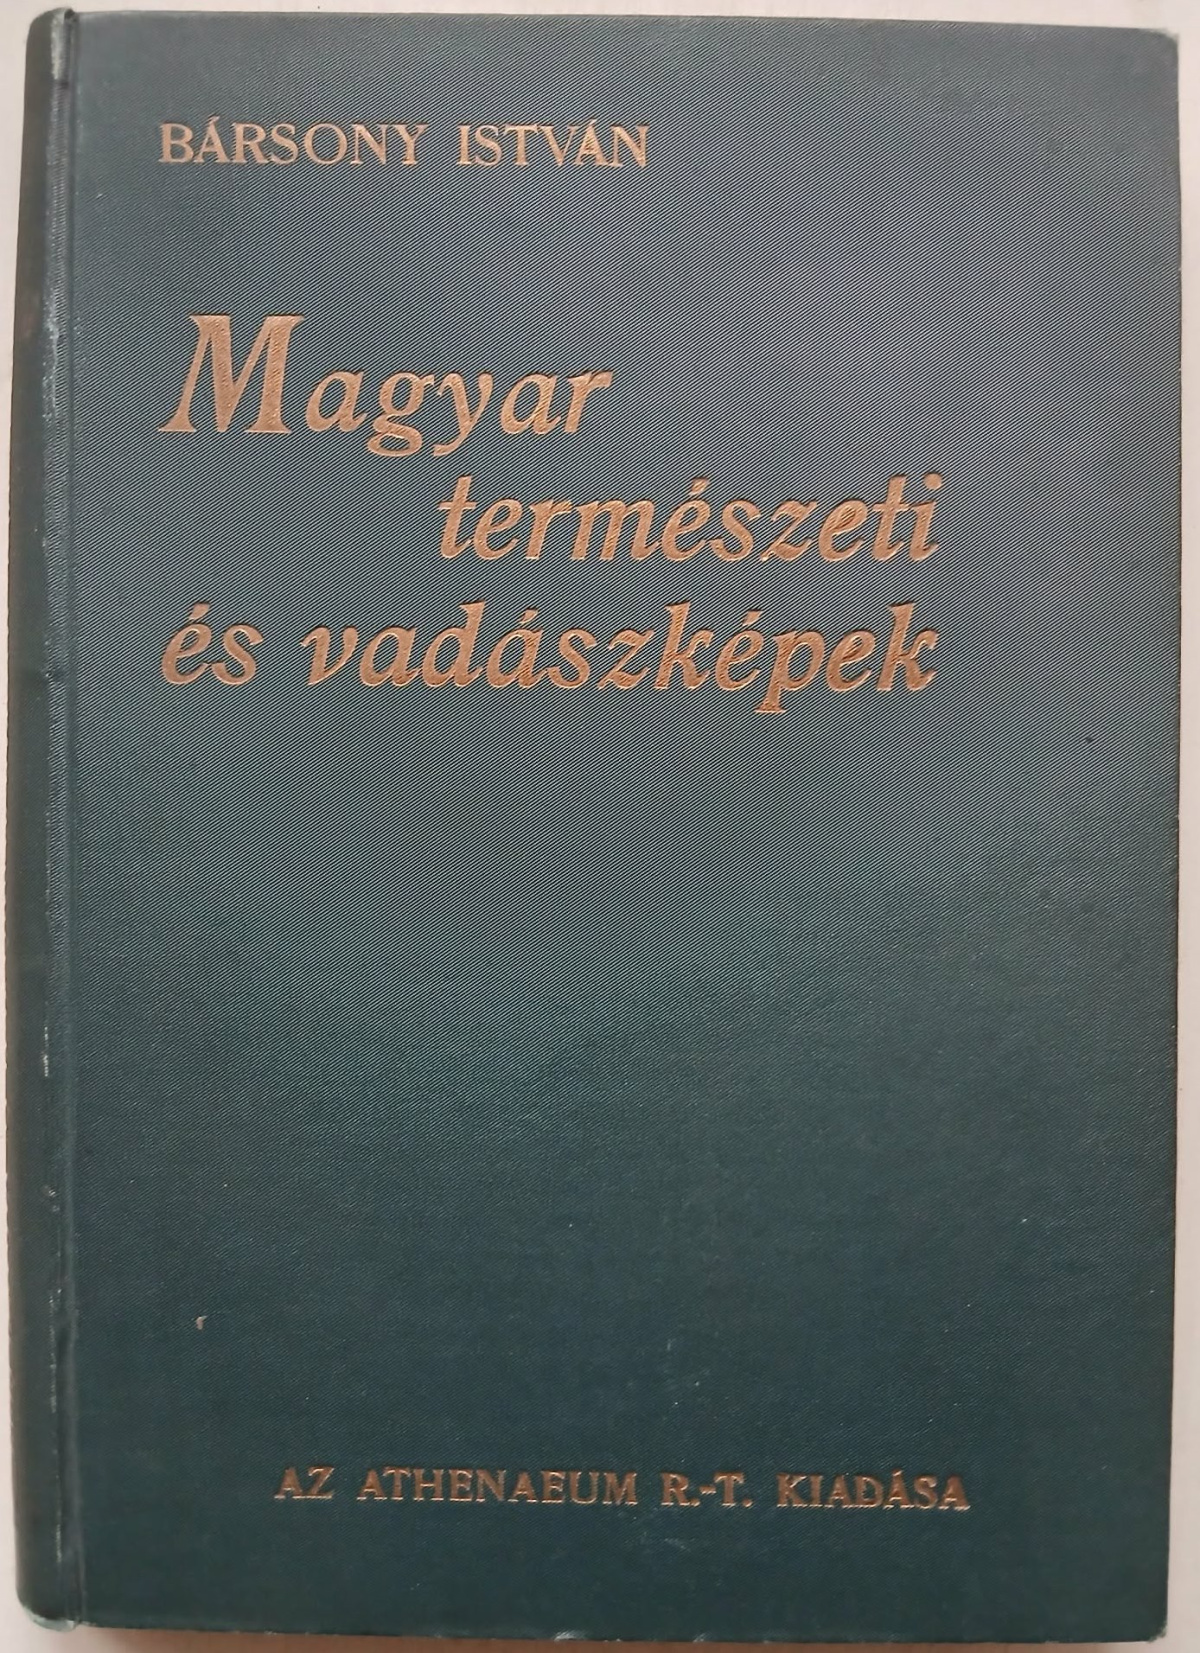 BÁRSONY ISTVÁN
Magyar
természeti
és vadászképek
AZ ATHENAEUM R.-T. KIADÁSA